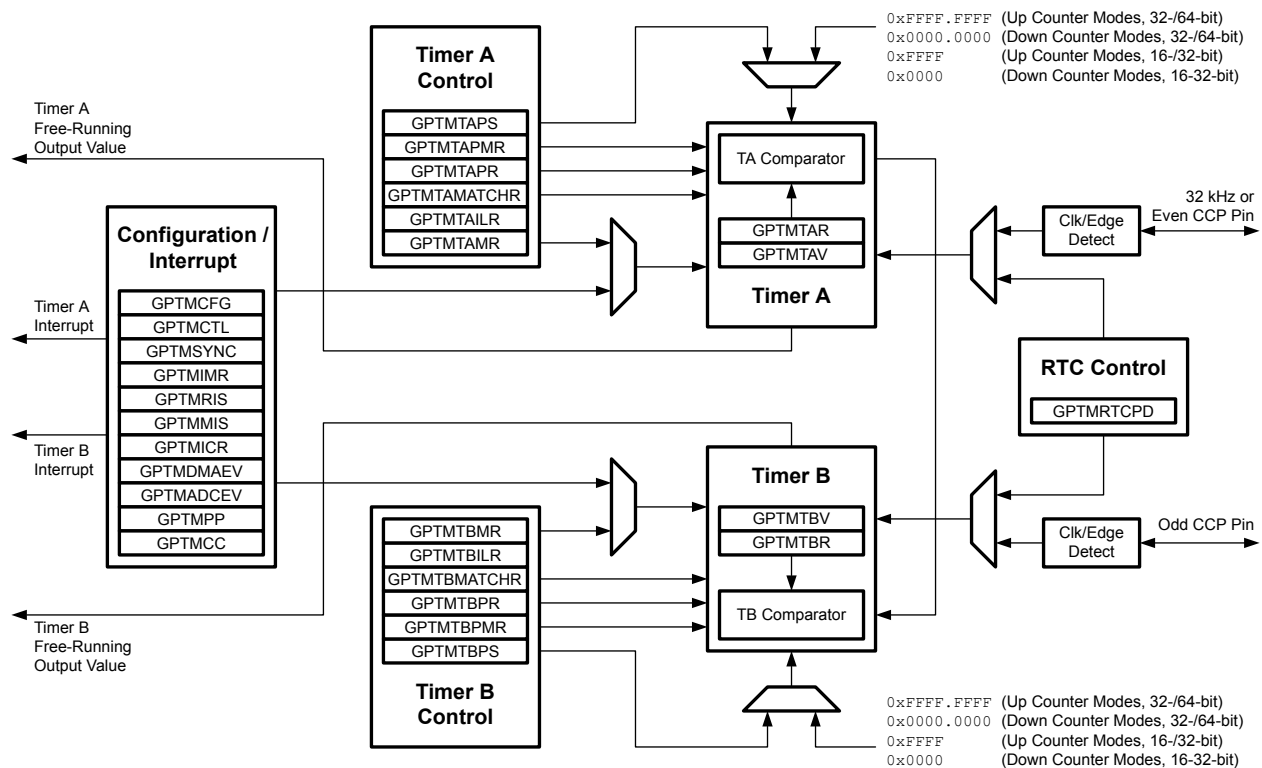 0xFFFF.FFFF (Up Counter Modes, 32-/64-bit)
0x0000.0000 (Down Counter Modes, 32-/64-bit)
0xFFFF (Up Counter Modes, 16-/32-bit)
0x0000 (Down Counter Modes, 16-32-bit)
Timer A
Control
GPTMTAPS
GPTMTAPMR
GPTMTAPR
GPTMTAMATCHR
GPTMTAILR
GPTMTAMR
Timer A
Free-Running
Output Value
TA Comparator
GPTMTAR
GPTMTAV
Timer A
32 kHz or
Even CCP Pin
Clk/Edge
Detect
Configuration /
Interrupt
GPTMCFG
GPTMCTL
GPTMSYNC
GPTMIMR
GPTMRIS
GPTMMIS
GPTMICR
GPTMDMAEV
GPTMADCEV
GPTMPP
GPTMCC
Timer A
Interrupt
Timer B
Interrupt
RTC Control
GPTMRTCPD
Timer B
GPTMTBV
GPTMTBR
TB Comparator
Clk/Edge
Detect
Odd CCP Pin
GPTMTBMR
GPTMTBILR
GPTMTBMATCHR
GPTMTBPR
GPTMTBPMR
GPTMTBPS
Timer B
Control
Timer B
Free-Running
Output Value
0xFFFF.FFFF (Up Counter Modes, 32-/64-bit)
0x0000.0000 (Down Counter Modes, 32-/64-bit)
0xFFFF (Up Counter Modes, 16-/32-bit)
0x0000 (Down Counter Modes, 16-32-bit)